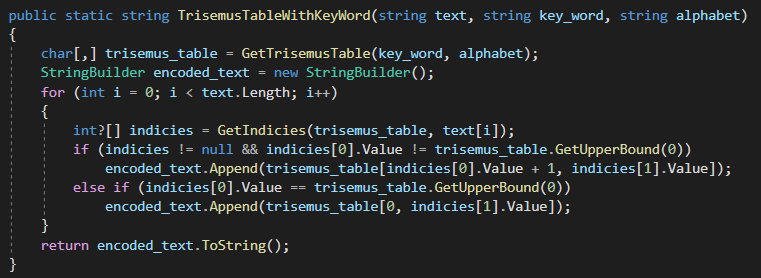 public static string TrisemusTableWithKeyWord(string text, string key_word, string alphabet)
{
    char[,] trisemus_table = GetTrisemusTable(key_word, alphabet);
    StringBuilder encoded_text = new StringBuilder();
    for (int i = 0; i < text.Length; i++)
    {
        int?[] indicies = GetIndicies(trisemus_table, text[i]);
        if (indicies != null && indicies[0].Value != trisemus_table.GetUpperBound(0))
            encoded_text.Append(trisemus_table[indicies[0].Value + 1, indicies[1].Value]);
        else if (indicies[0].Value == trisemus_table.GetUpperBound(0))
            encoded_text.Append(trisemus_table[0, indicies[1].Value]);
    }
    return encoded_text.ToString();
}